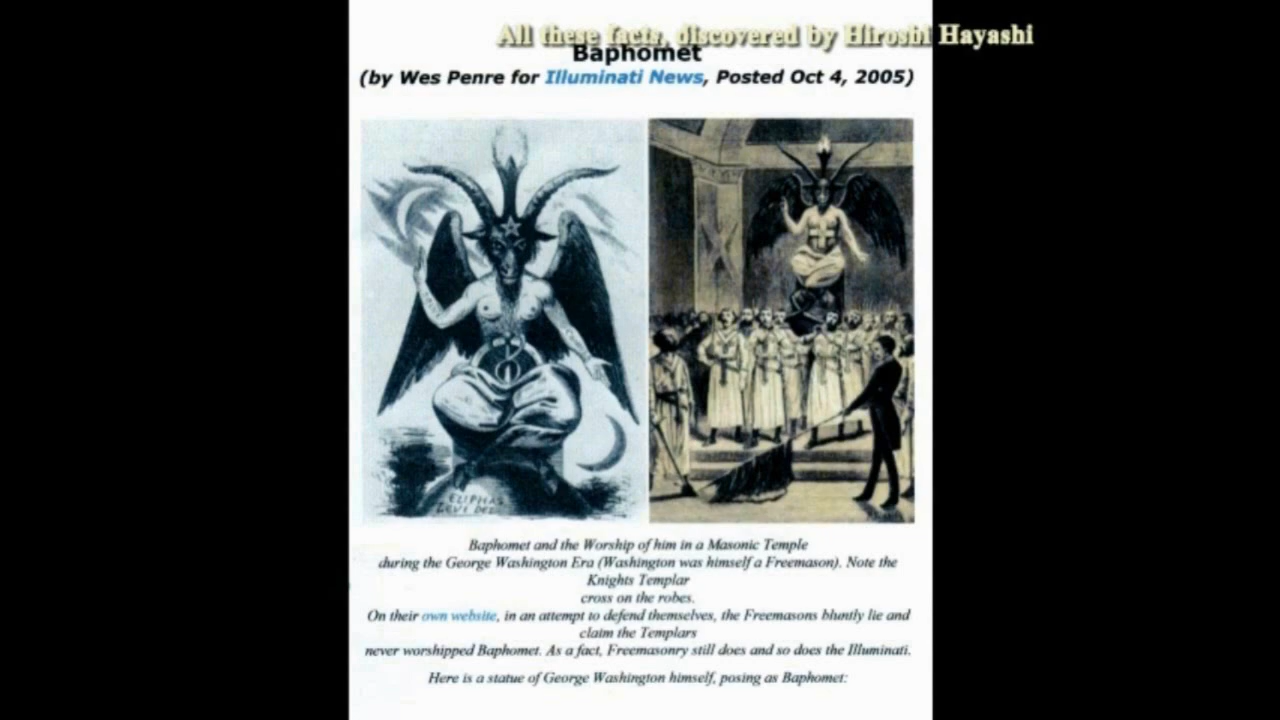 All these facts, discovered by Hiroshi Hayashi
Baphomet
(by Wes Penre for Illuminati News, Posted Oct 4, 2005)
ELIPHAS
LEVI DEL
Baphomet and the Worship of him in a Masonic Temple
during the George Washington Era (Washington was himself a Freemason). Note the
Knights Templar
cross on the robes.
On their own website, in an attempt to defend themselves, the Freemasons bluntly lie and
claim the Templars
never worshipped Baphomet. As a fact, Freemasonry still does and so does the Illuminati.
Here is a statue of George Washington himself, posing as Baphomet: